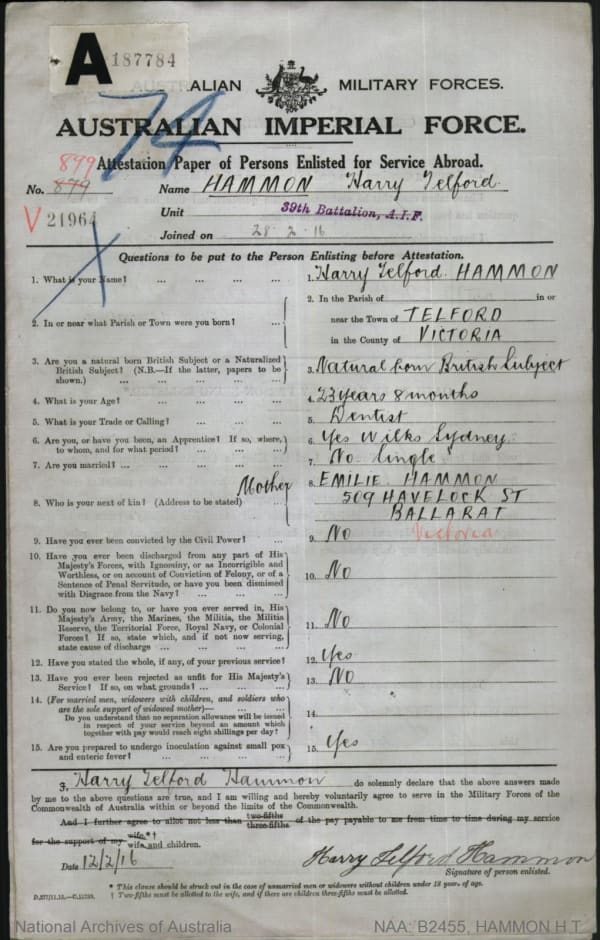 A 187784
AUSTRALIAN MILITARY FORCES.
74
AUSTRALIAN IMPERIAL FORCE.
Attestation Paper of Persons Enlisted for Service Abroad.
899
No. 879 Name HAMMON Harry Telford
V 21964 Unit 39th Battalion, A.I.F.
Joined on 28 - 2 - 16
Questions to be put to the Person Enlisting before Attestation.
1. What is your Name? ... ... ... ... 1. Harry Telford HAMMON
2. In or near what Parish or Town were you born? ... 2. In the Parish of in or
near the Town of TELFORD
in the County of VICTORIA
3. Are you a natural born British Subject or a Naturalized
British Subject? (N.B.—If the latter, papers to be
shown.) ... ... ... ... 3. Natural born British Subject
4. What is your Age? ... ... ... ... 4. 23 years 8 months
5. What is your Trade or Calling? ... ... ... 5. Dentist
6. Are you, or have you been, an Apprentice? If so, where,
to whom, and for what period? ... ... ... 6. Yes Wilks Sydney
7. Are you married? ... ... ... ... 7. No Single
8. Who is your next of kin? (Address to be stated) Mother 8. EMILIE HAMMON
509 HAVELOCK ST
BALLARAT
Victoria
9. Have you ever been convicted by the Civil Power? ... 9. No
10. Have you ever been discharged from any part of His
Majesty's Forces, with Ignominy, or as Incorrigible and
Worthless, or on account of Conviction of Felony, or of a
Sentence of Penal Servitude, or have you been dismissed
with Disgrace from the Navy? ... ... ... 10. No
11. Do you now belong to, or have you ever served in, His
Majesty's Army, the Marines, the Militia, the Militia
Reserve, the Territorial Force, Royal Navy, or Colonial
Forces? If so, state which, and if not now serving,
state cause of discharge ... ... ... 11. No
12. Have you stated the whole, if any, of your previous service? 12. Yes
13. Have you ever been rejected as unfit for His Majesty's
Service? If so, on what grounds? ... ... 13. No
14. (For married men, widowers with children, and soldiers who
are the sole support of widowed mother)—
Do you understand that no separation allowance will be issued
in respect of your service beyond an amount which
together with pay would reach eight shillings per day? 14.
15. Are you prepared to undergo inoculation against small pox
and enteric fever? ... ... ... ... 15. Yes
I, Harry Telford Hammon do solemnly declare that the above answers made
by me to the above questions are true, and I am willing and hereby voluntarily agree to serve in the Military Forces of the
Commonwealth of Australia within or beyond the limits of the Commonwealth.
And I further agree to allot not less than two-fifths three-fifths of the pay payable to me from time to time during my service
for the support of my wife.*† wife and children.
Date 12/2/16 Harry Telford Hammon
Signature of person enlisted.
* This clause should be struck out in the case of unmarried men or widowers without children under 18 years of age.
† Two-fifths must be allotted to the wife, and if there are children three-fifths must be allotted.
National Archives of Australia NAA: B2455, HAMMON H T